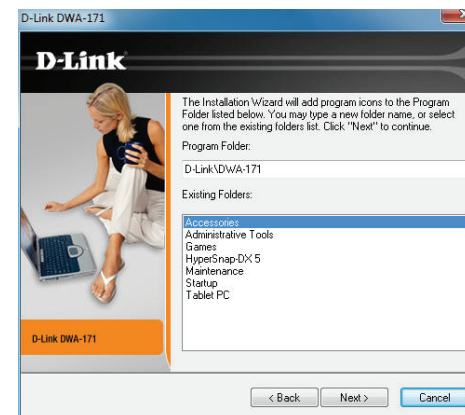 D-Link DWA-171
D-Link
The Installation Wizard will add program icons to the Program
Folder listed below. You may type a new folder name, or select
one from the existing folders list. Click "Next" to continue.
Program Folder:
D-Link\DWA-171
Existing Folders:
Accessories
Administrative Tools
Games
HyperSnap-DX 5
Maintenance
Startup
Tablet PC
D-Link DWA-171
< Back
Next >
Cancel